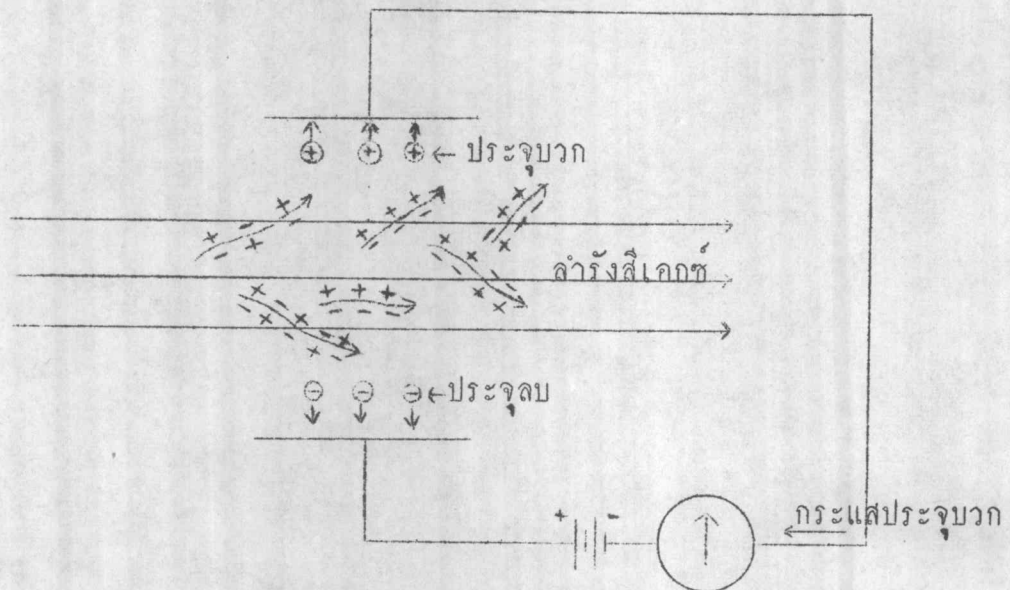 ← ประจุบวก
ลำรังสีเอกซ์
← ประจุลบ
+ -
กระแสประจุบวก